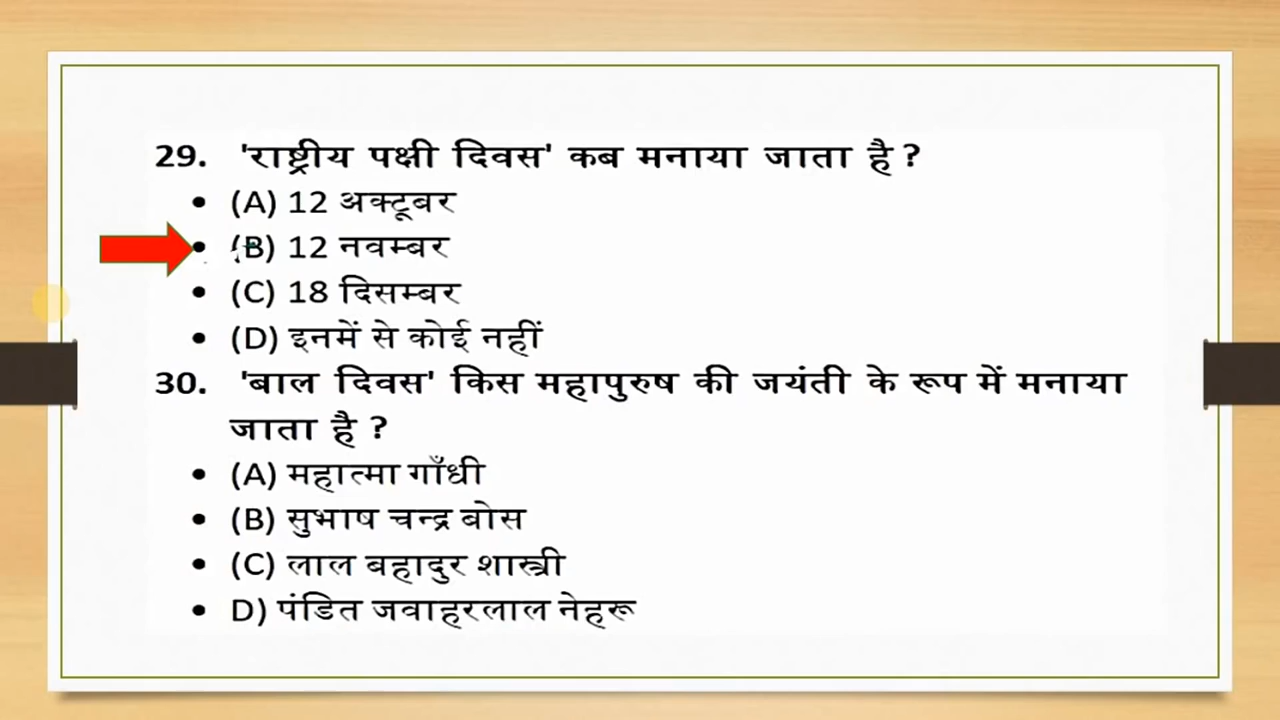 29. 'राष्ट्रीय पक्षी दिवस' कब मनाया जाता है ?
• (A) 12 अक्टूबर
• (B) 12 नवम्बर
• (C) 18 दिसम्बर
• (D) इनमें से कोई नहीं
30. 'बाल दिवस' किस महापुरुष की जयंती के रूप में मनाया
जाता है ?
• (A) महात्मा गाँधी
• (B) सुभाष चन्द्र बोस
• (C) लाल बहादुर शास्त्री
• D) पंडित जवाहरलाल नेहरू